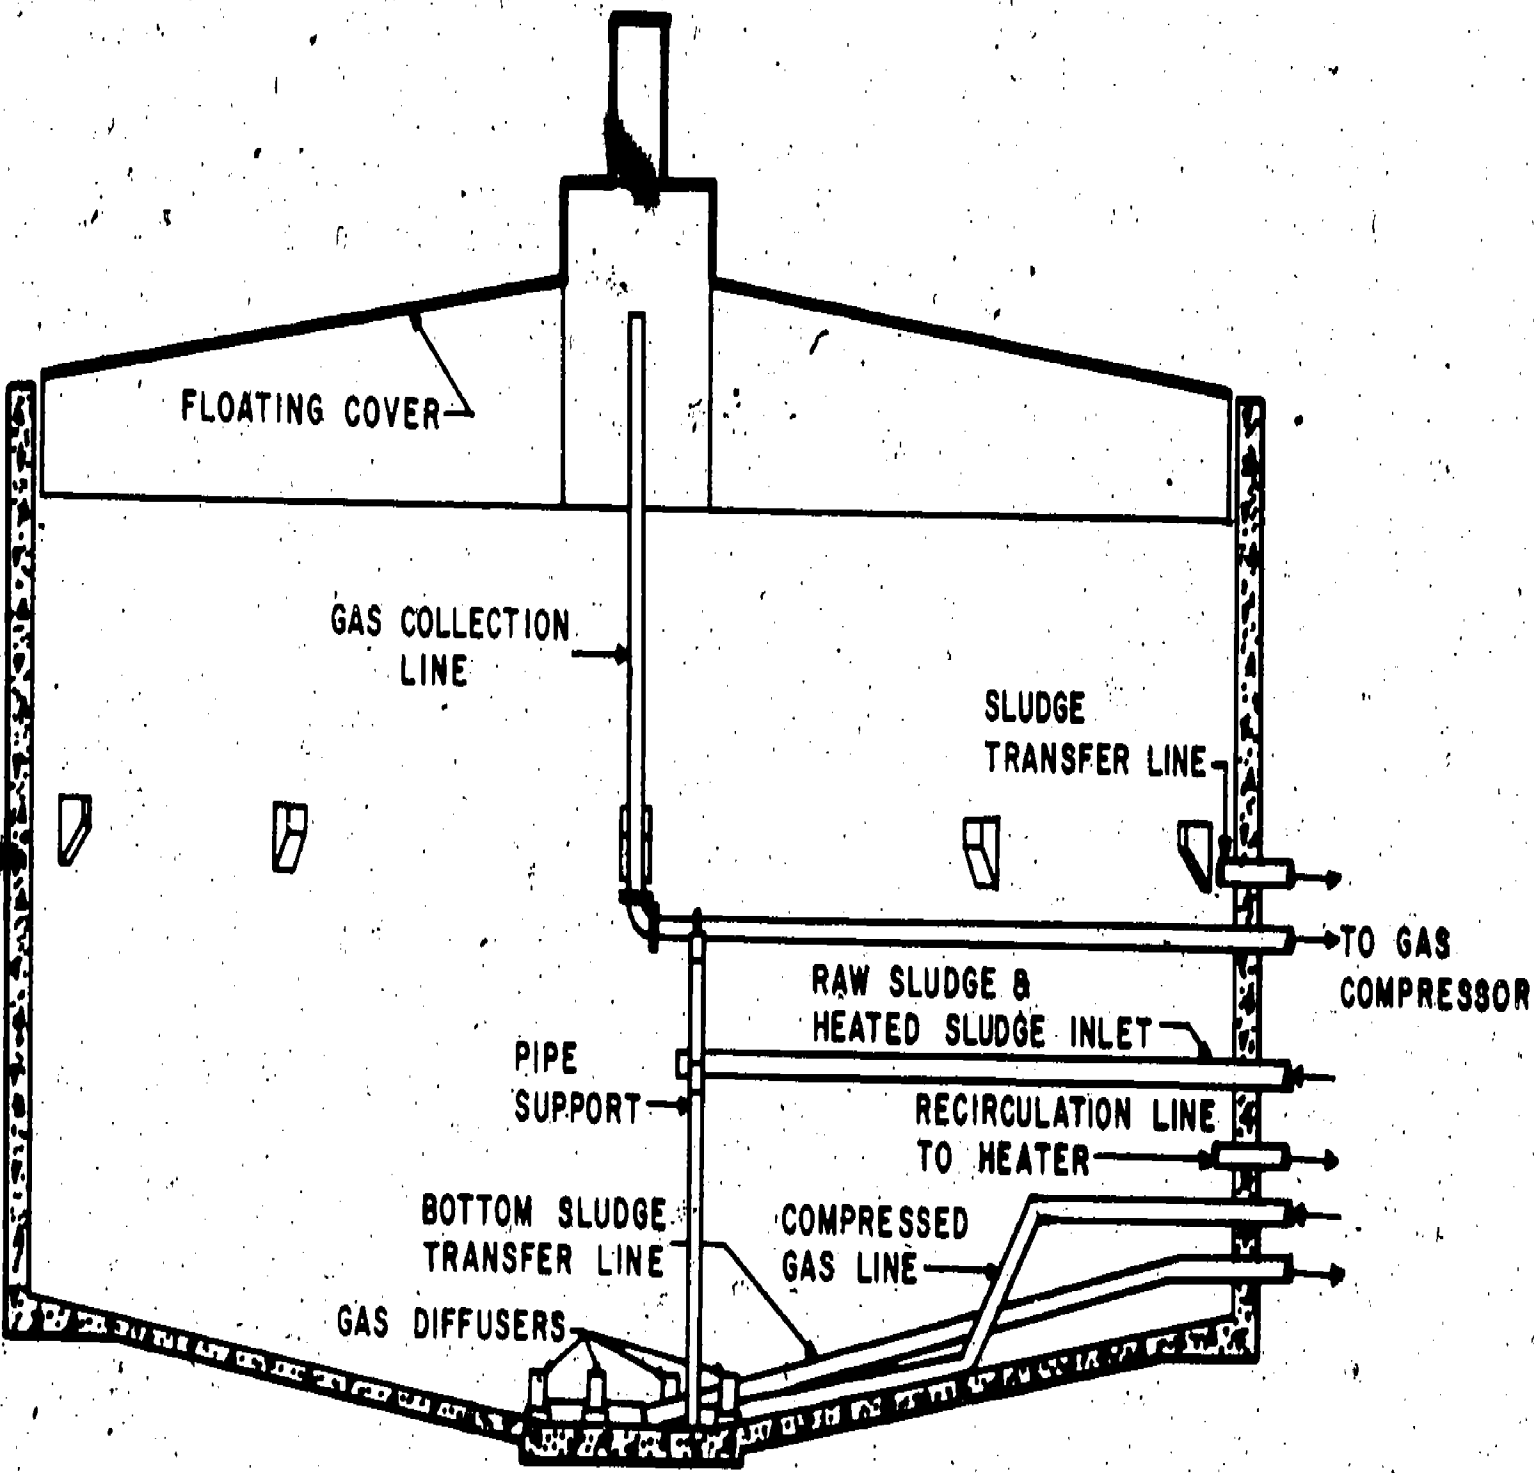 FLOATING COVER
GAS COLLECTION
LINE
SLUDGE
TRANSFER LINE
TO GAS
COMPRESSOR
RAW SLUDGE &
HEATED SLUDGE INLET
PIPE
SUPPORT
RECIRCULATION LINE
TO HEATER
BOTTOM SLUDGE
TRANSFER LINE
COMPRESSED
GAS LINE
GAS DIFFUSERS